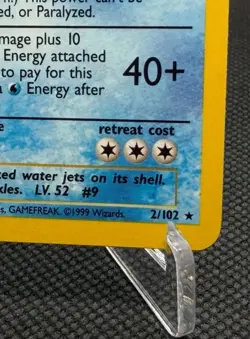 ed, or Paralyzed.
mage plus 10
Energy attached
to pay for this
Energy after
40+
retreat cost
ted water jets on its shell.
kles. LV. 52 #9
s, GAMEFREAK. ©1999 Wizards. 2/102 ★